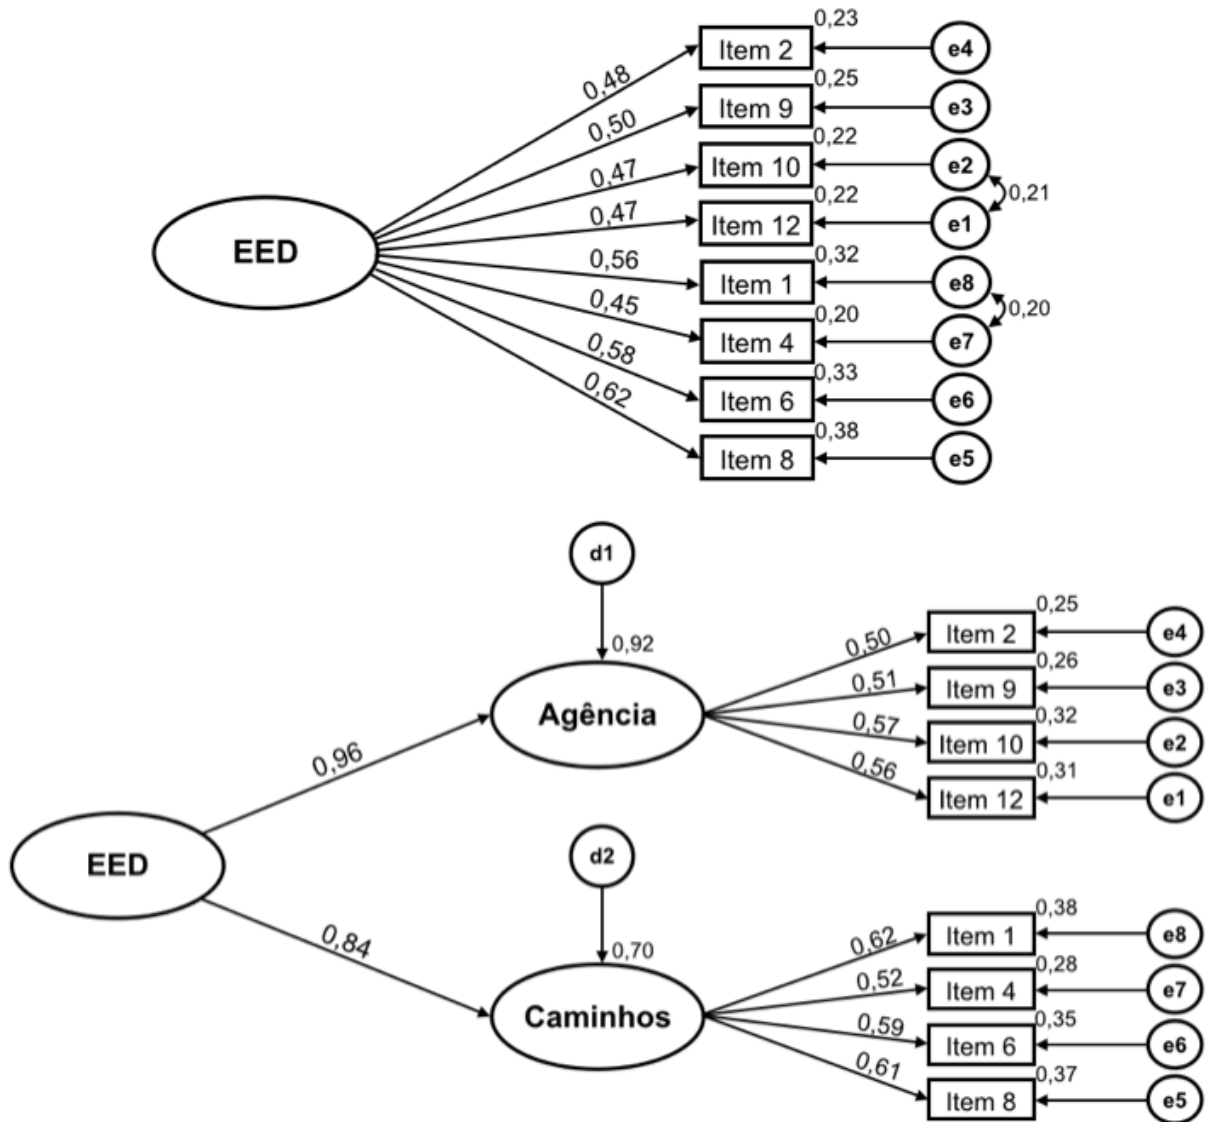 0,23
Item 2
e4
0,48
0,25
Item 9
e3
0,50
0,22
Item 10
e2
0,47
0,21
0,22
Item 12
e1
0,47
EED
0,32
Item 1
e8
0,56
0,20
0,20
Item 4
e7
0,45
0,33
Item 6
e6
0,58
0,38
Item 8
e5
0,62
d1
0,92
Agência
0,96
0,25
Item 2
e4
0,50
0,26
Item 9
e3
0,51
0,32
Item 10
e2
0,57
0,31
Item 12
e1
0,56
EED
d2
0,70
Caminhos
0,84
0,38
Item 1
e8
0,62
0,28
Item 4
e7
0,52
0,35
Item 6
e6
0,59
0,37
Item 8
e5
0,61